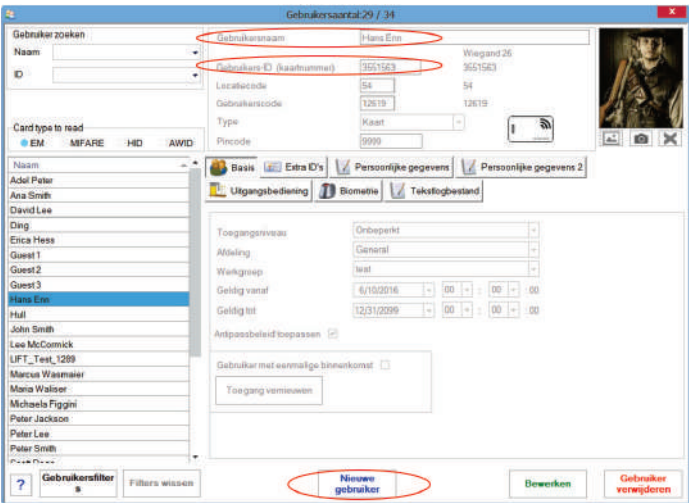 Gebruikersaantal:29 / 34
Gebruiker zoeken
Naam
ID
Card type to read
EM MIFARE HID AWID
Gebruikersnaam Hans Enn
Wiegand 26
Gebruikers-ID (kaartnummer) 3551563 3551563
Locatiecode 54 54
Gebruikerscode 12619 12619
Type Kaart
Pincode 9999
Naam
Adel Peter
Ana Smith
David Lee
Ding
Erica Hess
Guest 1
Guest 2
Guest 3
Hans Enn
Hull
John Smith
Lee McCormick
LIFT_Test_1289
Marcus Wasmaier
Maria Waliser
Michaela Figgini
Peter Jackson
Peter Lee
Peter Smith
Basis Extra ID's Persoonlijke gegevens Persoonlijke gegevens 2
Uitgangsbediening Biometrie Tekstlogbestand
Toegangsniveau Onbeperkt
Afdeling General
Werkgroep test
Geldig vanaf 6/10/2016 00 : 00 : 00
Geldig tot 12/31/2099 00 : 00 : 00
Antipassbeleid toepassen
Gebruiker met eenmalige binnenkomst
Toegang vernieuwen
? Gebruikersfilter
s
Filters wissen
Nieuwe
gebruiker
Bewerken
Gebruiker
verwijderen